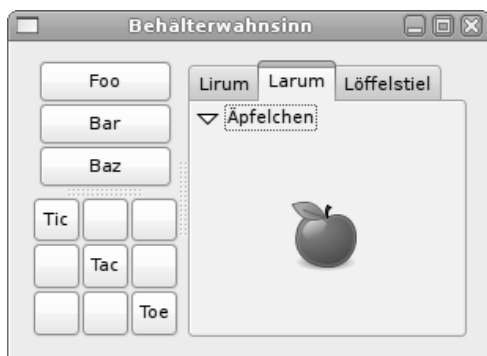 Behälterwahnsinn
Foo
Bar
Baz
Tic
Tac
Toe
Lirum Larum Löffelstiel
Äpfelchen